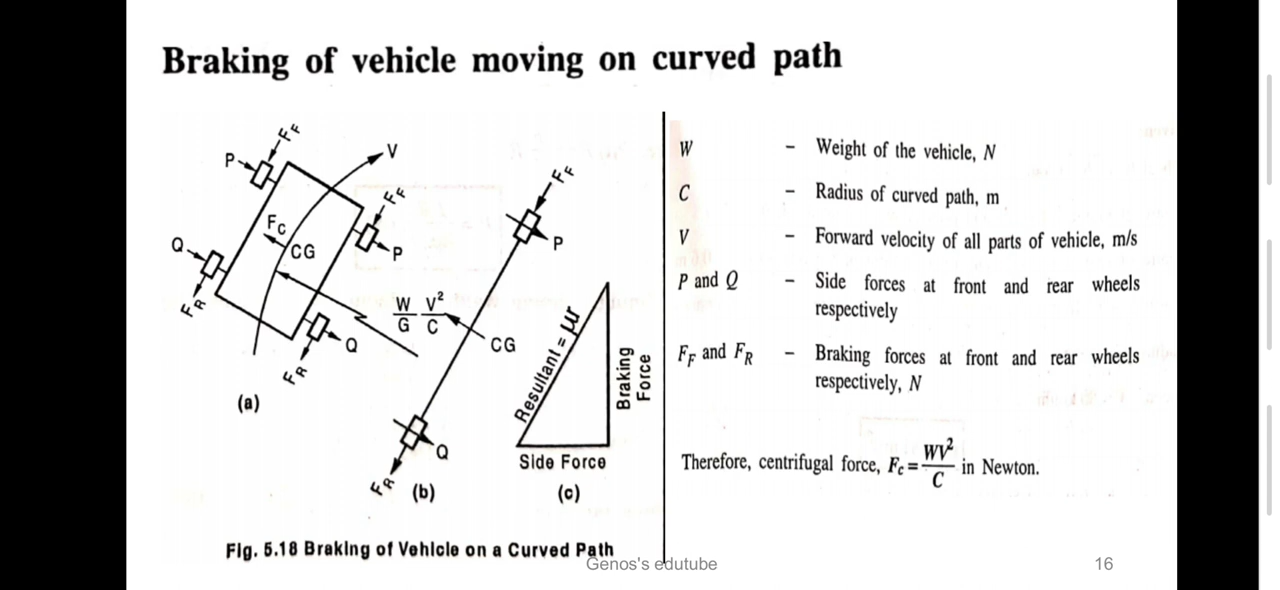 Braking of vehicle moving on curved path
F_F
P
V
F_F
F_C
CG
P
Q
F_R
Q
F_R
(a)
F_F
P
W/G V²/C
CG
Q
F_R
(b)
Resultant = μr
Braking
Force
Side Force
(c)
Fig. 5.18 Braking of Vehicle on a Curved Path
W – Weight of the vehicle, N
C – Radius of curved path, m
V – Forward velocity of all parts of vehicle, m/s
P and Q – Side forces at front and rear wheels
respectively
F_F and F_R – Braking forces at front and rear wheels
respectively, N
Therefore, centrifugal force, F_c = WV²/C in Newton.
Genos's edutube
16